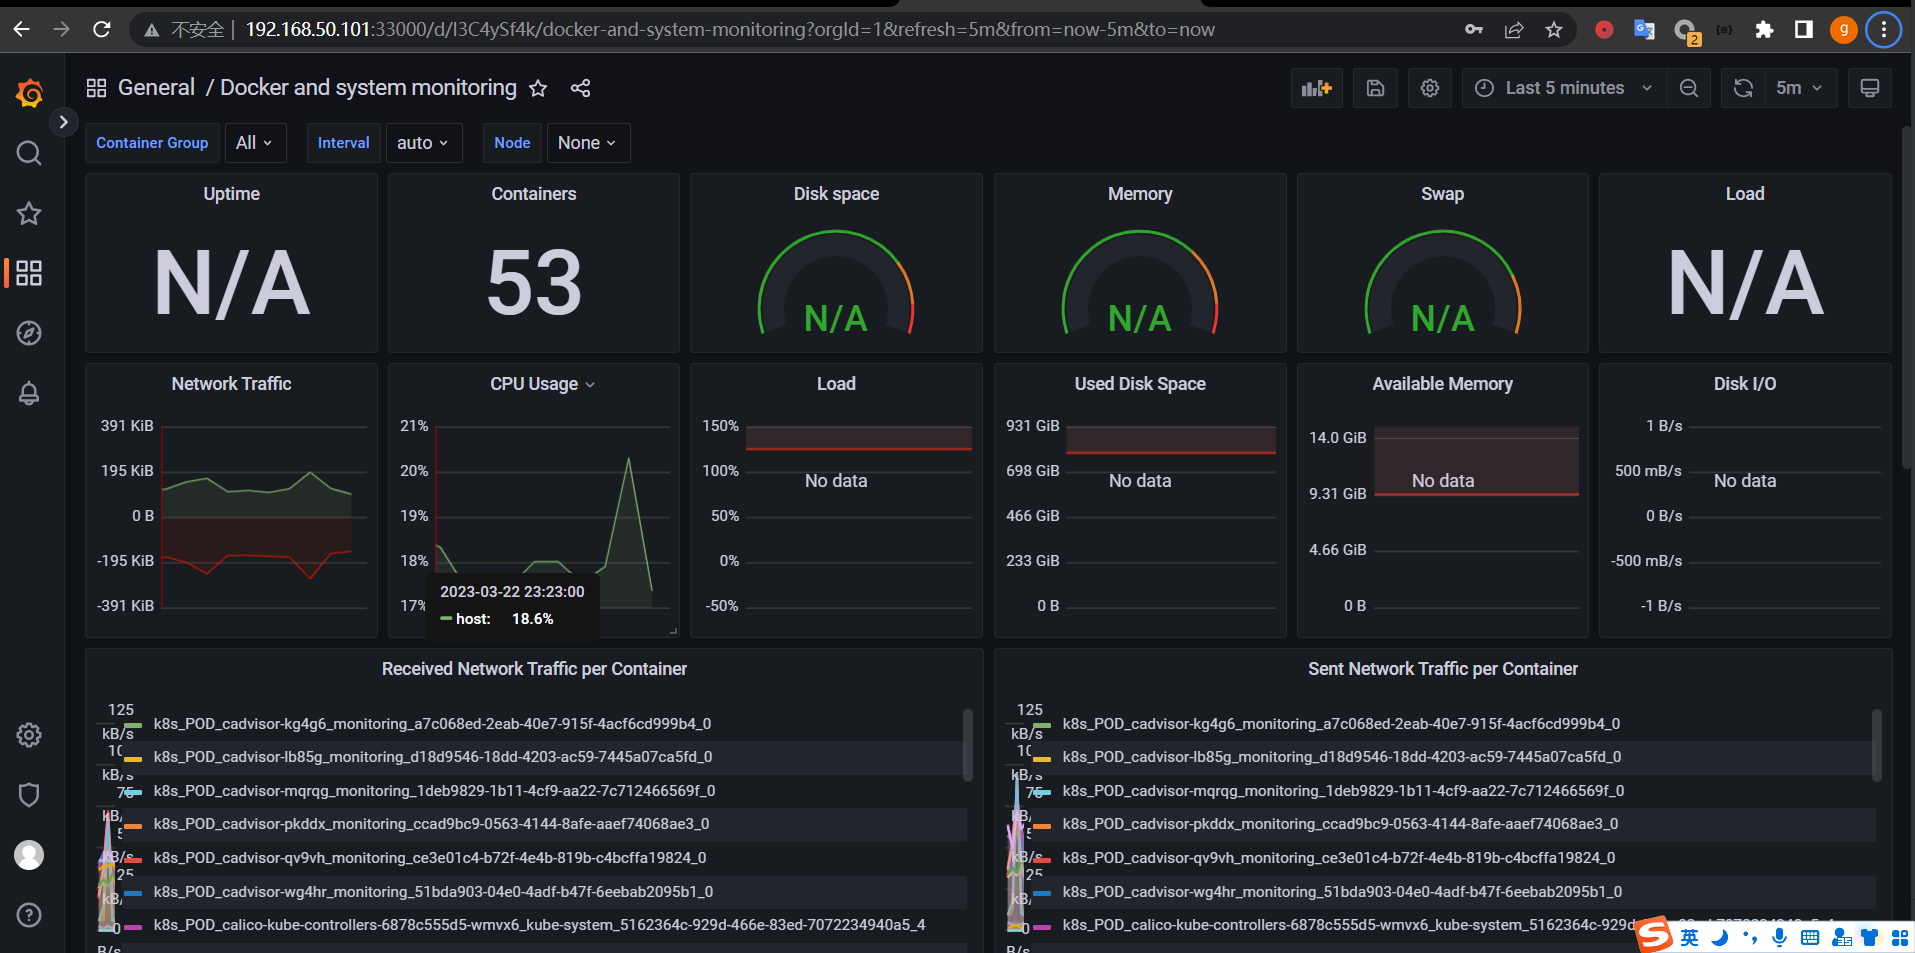 不安全 | 192.168.50.101:33000/d/I3C4ySf4k/docker-and-system-monitoring?orgId=1&refresh=5m&from=now-5m&to=now
2
g
General / Docker and system monitoring
Last 5 minutes
5m
Container Group All
Interval auto
Node None
Uptime
N/A
Containers
53
Disk space
N/A
Memory
N/A
Swap
N/A
Load
N/A
Network Traffic
391 KiB
195 KiB
0 B
-195 KiB
-391 KiB
CPU Usage
21%
20%
19%
18%
17%
2023-03-22 23:23:00
host: 18.6%
Load
150%
100%
50%
0%
-50%
No data
Used Disk Space
931 GiB
698 GiB
466 GiB
233 GiB
0 B
No data
Available Memory
14.0 GiB
9.31 GiB
4.66 GiB
0 B
No data
Disk I/O
1 B/s
500 mB/s
0 B/s
-500 mB/s
-1 B/s
No data
Received Network Traffic per Container
125
kB/s
kB/s
75
25
0
B/s
k8s_POD_cadvisor-kg4g6_monitoring_a7c068ed-2eab-40e7-915f-4acf6cd999b4_0
k8s_POD_cadvisor-lb85g_monitoring_d18d9546-18dd-4203-ac59-7445a07ca5fd_0
k8s_POD_cadvisor-mqrqg_monitoring_1deb9829-1b11-4cf9-aa22-7c712466569f_0
k8s_POD_cadvisor-pkddx_monitoring_ccad9bc9-0563-4144-8afe-aaef74068ae3_0
k8s_POD_cadvisor-qv9vh_monitoring_ce3e01c4-b72f-4e4b-819b-c4bcffa19824_0
k8s_POD_cadvisor-wg4hr_monitoring_51bda903-04e0-4adf-b47f-6eebab2095b1_0
k8s_POD_calico-kube-controllers-6878c555d5-wmvx6_kube-system_5162364c-929d-466e-83ed-7072234940a5_4
Sent Network Traffic per Container
125
kB/s
kB/s
75
25
0
B/s
k8s_POD_cadvisor-kg4g6_monitoring_a7c068ed-2eab-40e7-915f-4acf6cd999b4_0
k8s_POD_cadvisor-lb85g_monitoring_d18d9546-18dd-4203-ac59-7445a07ca5fd_0
k8s_POD_cadvisor-mqrqg_monitoring_1deb9829-1b11-4cf9-aa22-7c712466569f_0
k8s_POD_cadvisor-pkddx_monitoring_ccad9bc9-0563-4144-8afe-aaef74068ae3_0
k8s_POD_cadvisor-qv9vh_monitoring_ce3e01c4-b72f-4e4b-819b-c4bcffa19824_0
k8s_POD_cadvisor-wg4hr_monitoring_51bda903-04e0-4adf-b47f-6eebab2095b1_0
k8s_POD_calico-kube-controllers-6878c555d5-wmvx6_kube-system_5162364c-929d
英